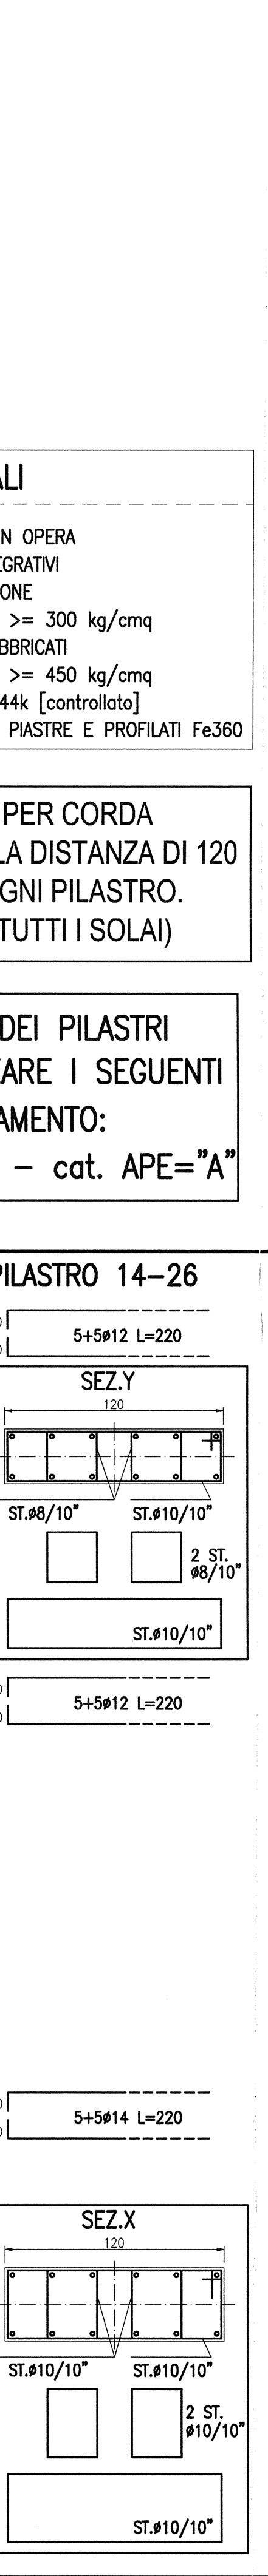 ALI
N OPERA
EGRATIVI
ONE
>= 300 kg/cmq
BBRICATI
>= 450 kg/cmq
44k [controllato]
PIASTRE E PROFILATI Fe360
PER CORDA
LA DISTANZA DI 120
GNI PILASTRO.
TUTTI I SOLAI)
DEI PILASTRI
ARE I SEGUENTI
AMENTO:
- cat. APE="A"
PILASTRO 14-26
5+5ø12 L=220
SEZ.Y
120
ST.ø8/10"
ST.ø10/10"
2 ST.
ø8/10"
ST.ø10/10"
5+5ø12 L=220
5+5ø14 L=220
SEZ.X
120
ST.ø10/10"
ST.ø10/10"
2 ST.
ø10/10"
ST.ø10/10"